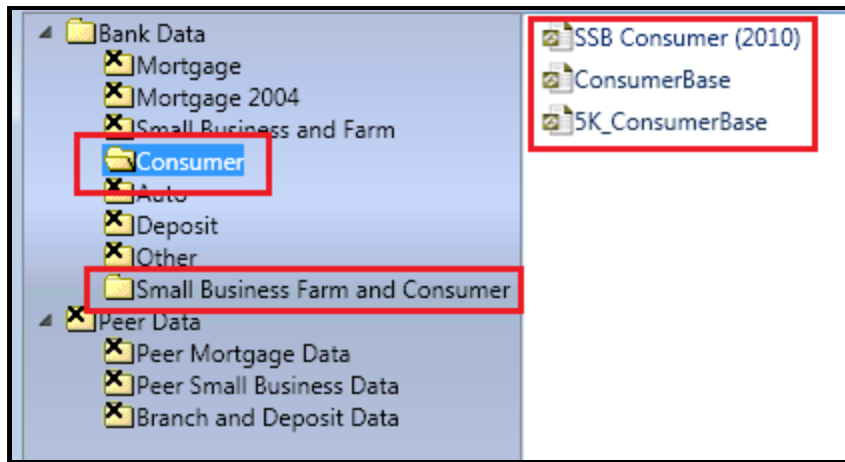 Bank Data
Mortgage
Mortgage 2004
Small Business and Farm
Consumer
Auto
Deposit
Other
Small Business Farm and Consumer
Peer Data
Peer Mortgage Data
Peer Small Business Data
Branch and Deposit Data
SSB Consumer (2010)
ConsumerBase
5K_ConsumerBase